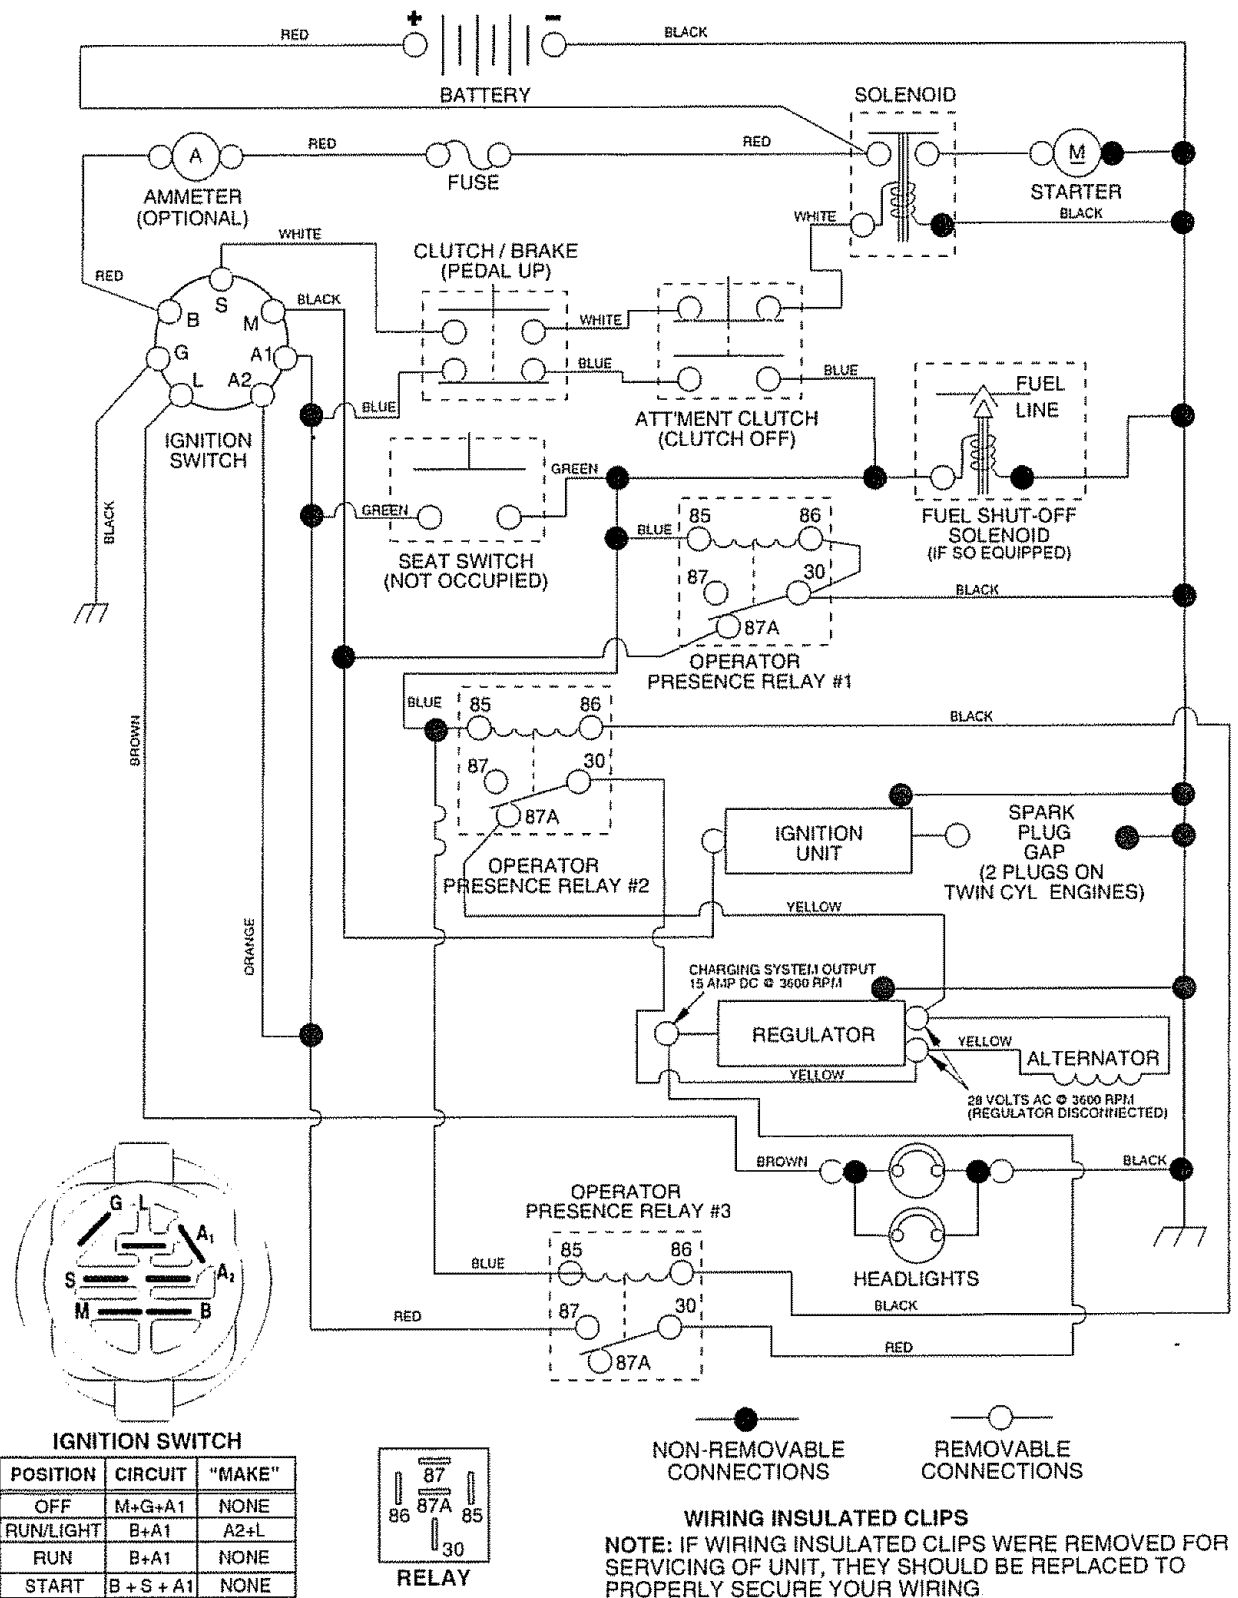 +
−
RED
BLACK
BATTERY
SOLENOID
RED
RED
A
M
FUSE
AMMETER
(OPTIONAL)
STARTER
WHITE
BLACK
WHITE
CLUTCH / BRAKE
(PEDAL UP)
RED
BLACK
S
B
M
WHITE
G
A1
L
A2
BLUE
BLUE
FUEL
LINE
BLUE
ATT'MENT CLUTCH
(CLUTCH OFF)
IGNITION
SWITCH
GREEN
BLACK
GREEN
85
86
FUEL SHUT-OFF
SOLENOID
(IF SO EQUIPPED)
BLUE
SEAT SWITCH
(NOT OCCUPIED)
87
30
BLACK
87A
OPERATOR
PRESENCE RELAY #1
BLUE
85
86
BLACK
BROWN
87
30
87A
SPARK
PLUG
GAP
(2 PLUGS ON
TWIN CYL ENGINES)
IGNITION
UNIT
OPERATOR
PRESENCE RELAY #2
YELLOW
ORANGE
CHARGING SYSTEM OUTPUT
15 AMP DC @ 3600 RPM
REGULATOR
YELLOW
ALTERNATOR
YELLOW
28 VOLTS AC @ 3600 RPM
(REGULATOR DISCONNECTED)
BROWN
BLACK
OPERATOR
PRESENCE RELAY #3
G
L
A1
S
A2
M
B
BLUE
85
86
HEADLIGHTS
BLACK
RED
87
30
RED
87A
IGNITION SWITCH
POSITION CIRCUIT "MAKE"
OFF M+G+A1 NONE
RUN/LIGHT B+A1 A2+L
RUN B+A1 NONE
START B + S + A1 NONE
87
87A
86
85
30
RELAY
NON-REMOVABLE
CONNECTIONS
REMOVABLE
CONNECTIONS
WIRING INSULATED CLIPS
NOTE: IF WIRING INSULATED CLIPS WERE REMOVED FOR
SERVICING OF UNIT, THEY SHOULD BE REPLACED TO
PROPERLY SECURE YOUR WIRING